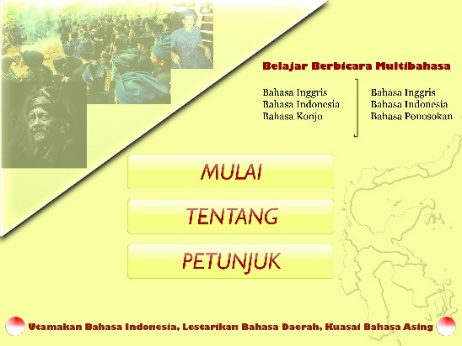 Belajar Berbicara Multibahasa
Bahasa Inggris
Bahasa Indonesia
Bahasa Konjo
Bahasa Inggris
Bahasa Indonesia
Bahasa Ponosokan
MULAI
TENTANG
PETUNJUK
Utamakan Bahasa Indonesia, Lestarikan Bahasa Daerah, Kuasai Bahasa Asing